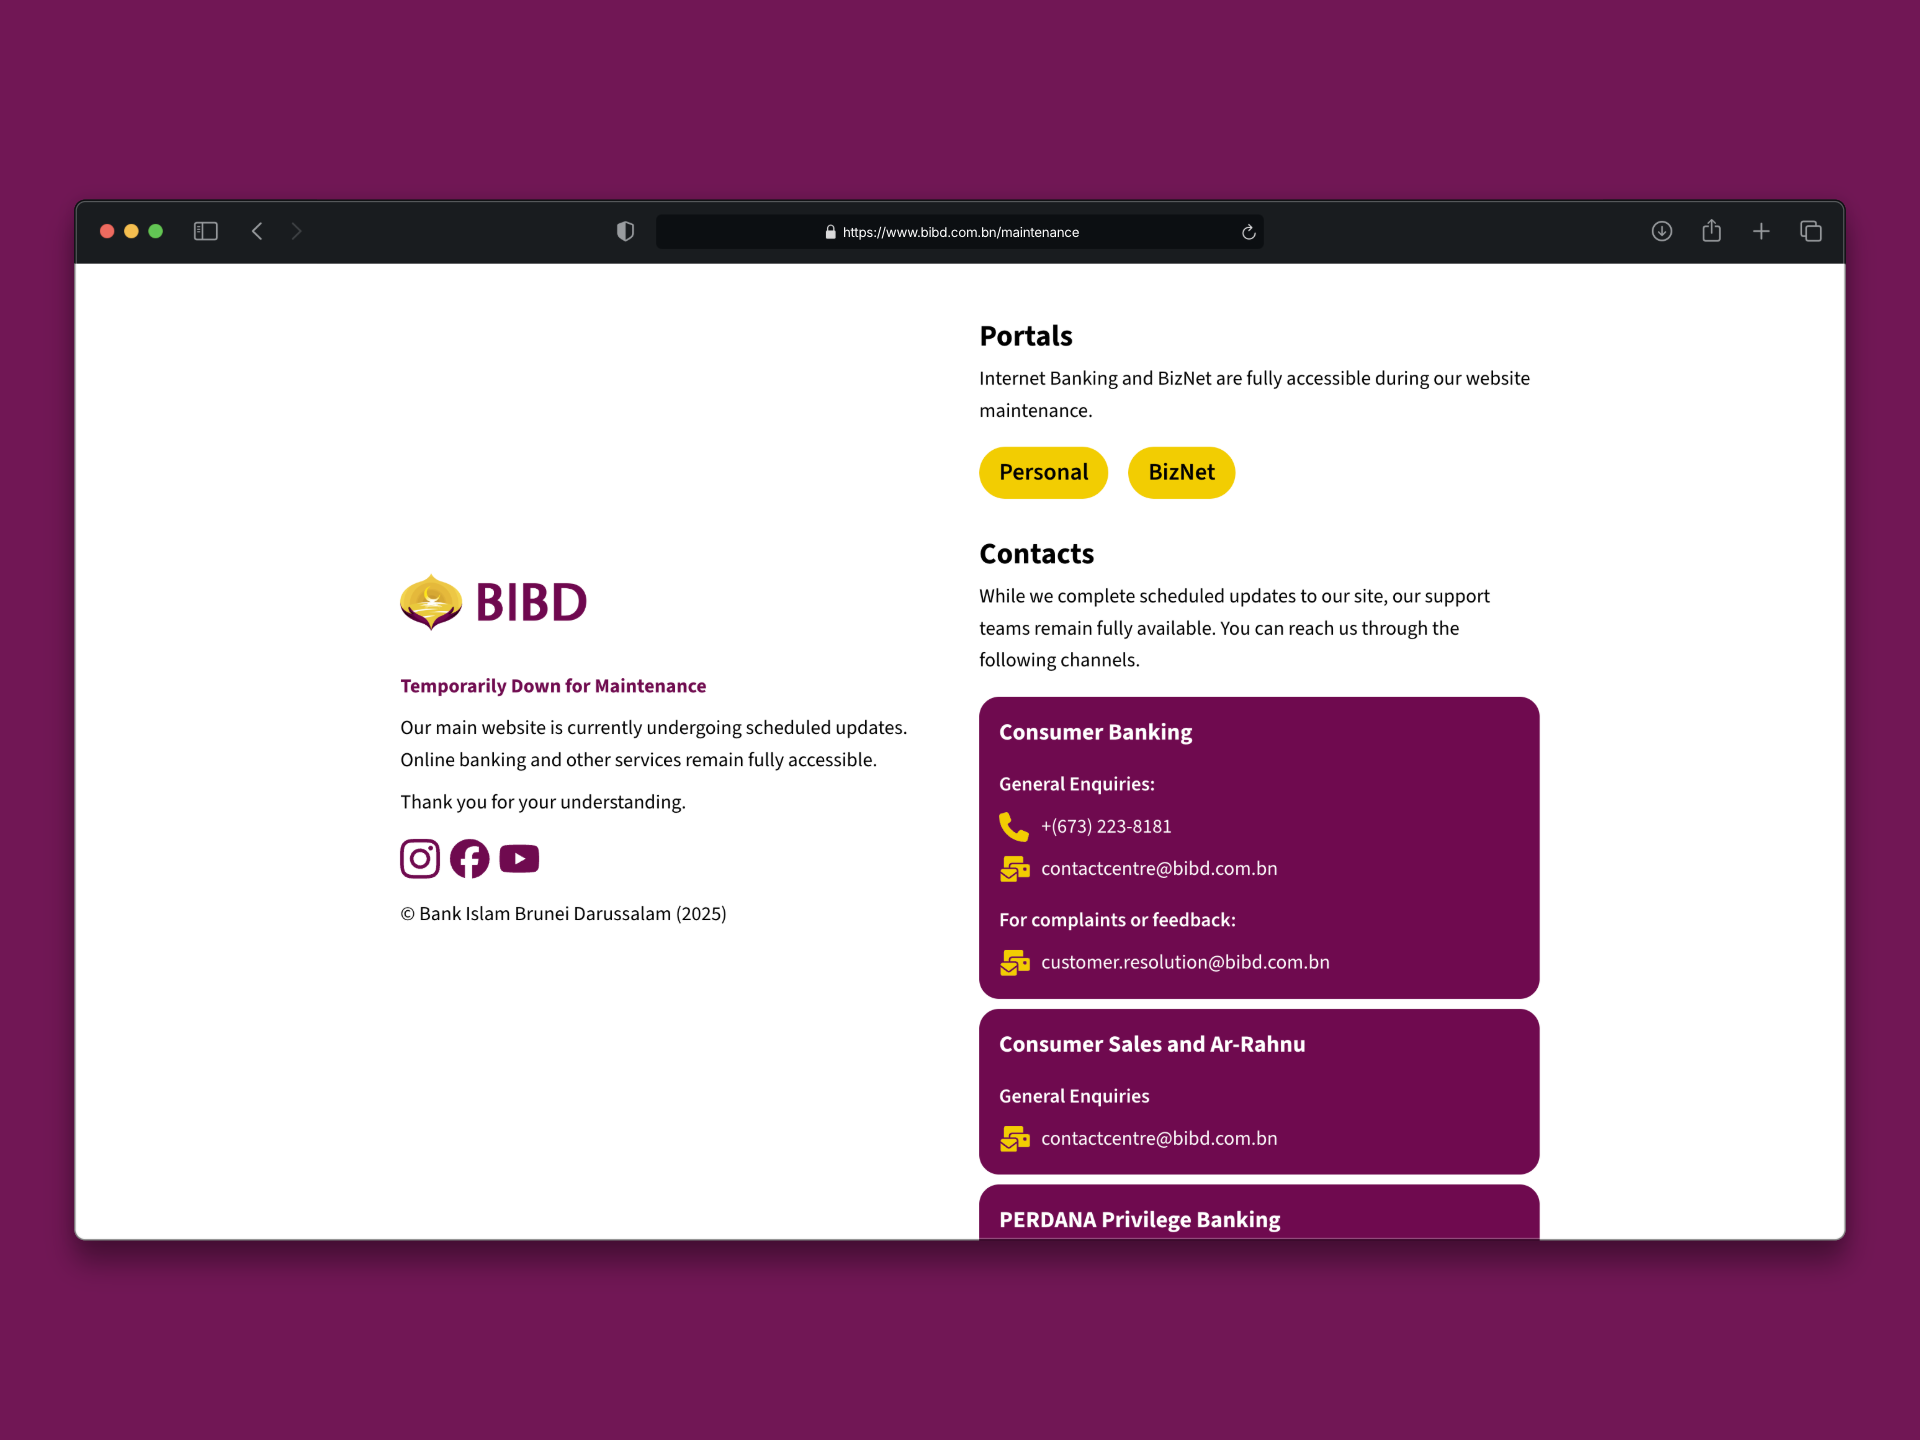 https://www.bibd.com.bn/maintenance
BIBD
Temporarily Down for Maintenance
Our main website is currently undergoing scheduled updates.
Online banking and other services remain fully accessible.
Thank you for your understanding.
© Bank Islam Brunei Darussalam (2025)
Portals
Internet Banking and BizNet are fully accessible during our website
maintenance.
Personal BizNet
Contacts
While we complete scheduled updates to our site, our support
teams remain fully available. You can reach us through the
following channels.
Consumer Banking
General Enquiries:
+(673) 223-8181
contactcentre@bibd.com.bn
For complaints or feedback:
customer.resolution@bibd.com.bn
Consumer Sales and Ar-Rahnu
General Enquiries
contactcentre@bibd.com.bn
PERDANA Privilege Banking